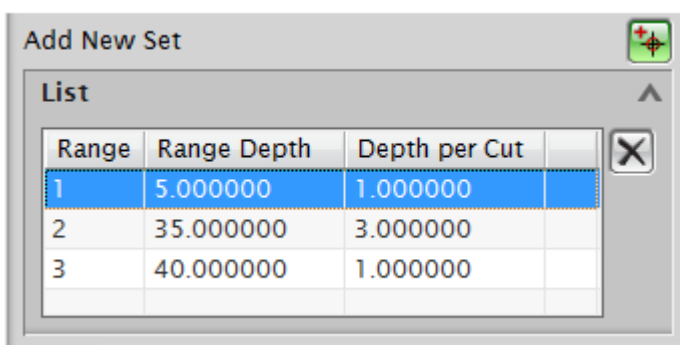 Add New Set
List
Range Range Depth Depth per Cut
1 5.000000 1.000000
2 35.000000 3.000000
3 40.000000 1.000000